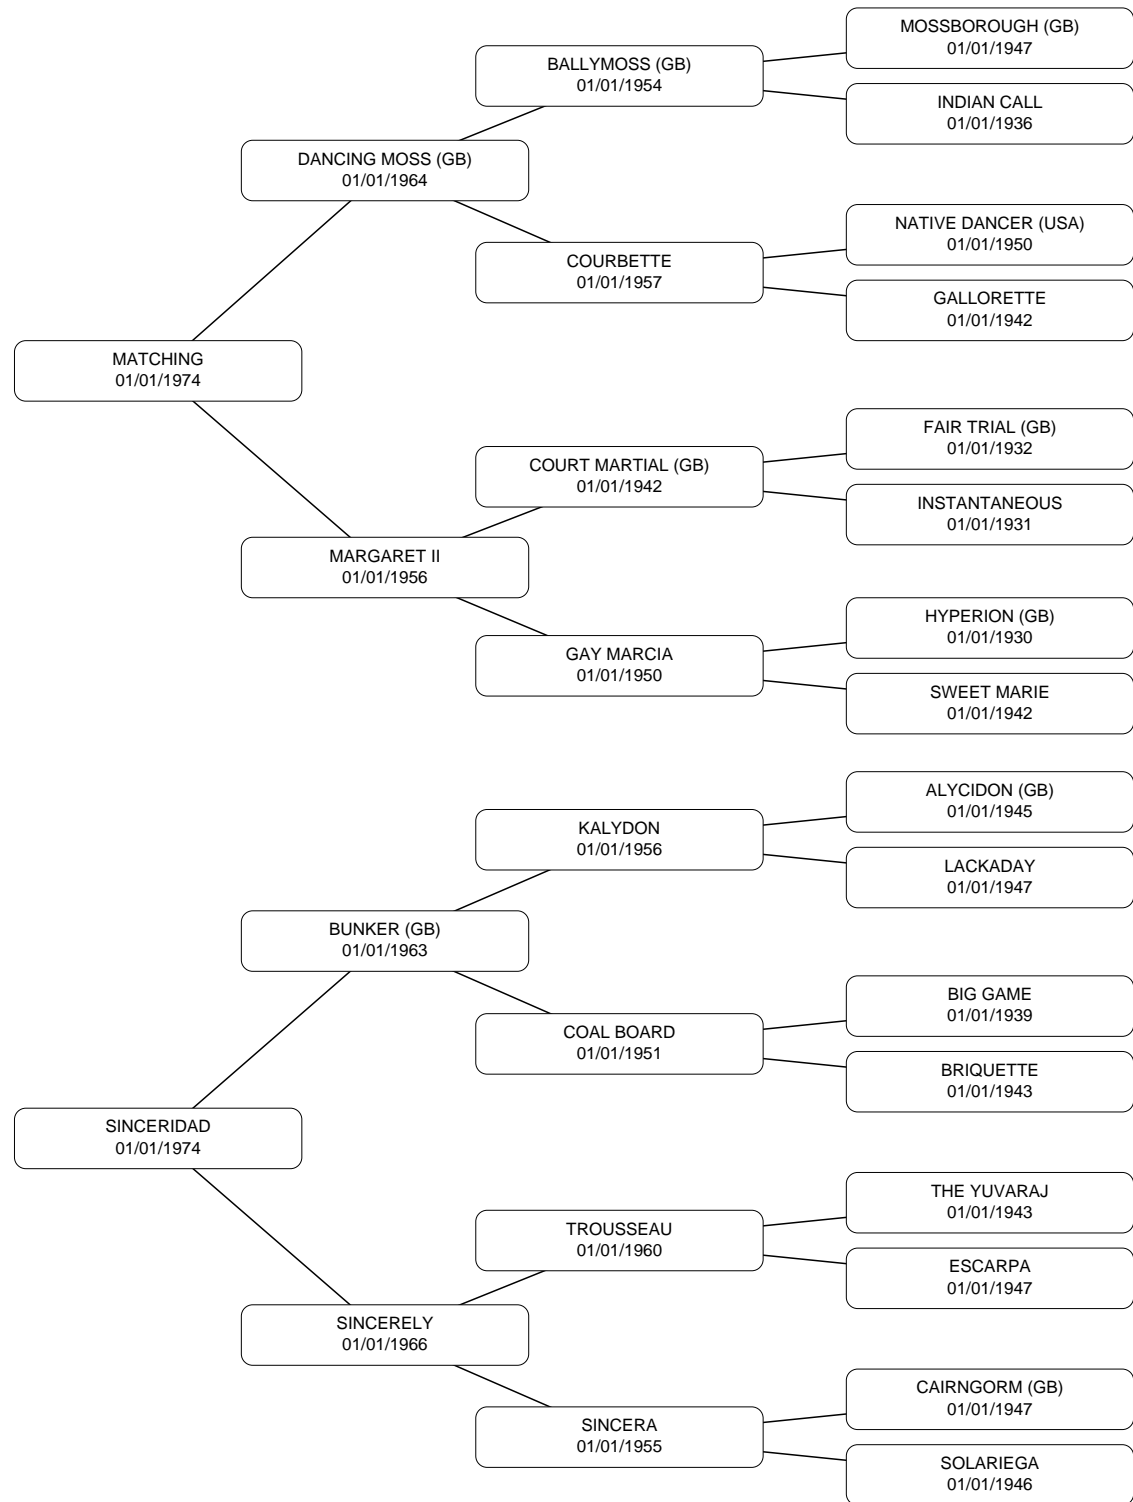 MOSSBOROUGH (GB)
01/01/1947
BALLYMOSS (GB)
01/01/1954
INDIAN CALL
01/01/1936
DANCING MOSS (GB)
01/01/1964
NATIVE DANCER (USA)
01/01/1950
COURBETTE
01/01/1957
GALLORETTE
01/01/1942
MATCHING
01/01/1974
FAIR TRIAL (GB)
01/01/1932
COURT MARTIAL (GB)
01/01/1942
INSTANTANEOUS
01/01/1931
MARGARET II
01/01/1956
HYPERION (GB)
01/01/1930
GAY MARCIA
01/01/1950
SWEET MARIE
01/01/1942
ALYCIDON (GB)
01/01/1945
KALYDON
01/01/1956
LACKADAY
01/01/1947
BUNKER (GB)
01/01/1963
BIG GAME
01/01/1939
COAL BOARD
01/01/1951
BRIQUETTE
01/01/1943
SINCERIDAD
01/01/1974
THE YUVARAJ
01/01/1943
TROUSSEAU
01/01/1960
ESCARPA
01/01/1947
SINCERELY
01/01/1966
CAIRNGORM (GB)
01/01/1947
SINCERA
01/01/1955
SOLARIEGA
01/01/1946